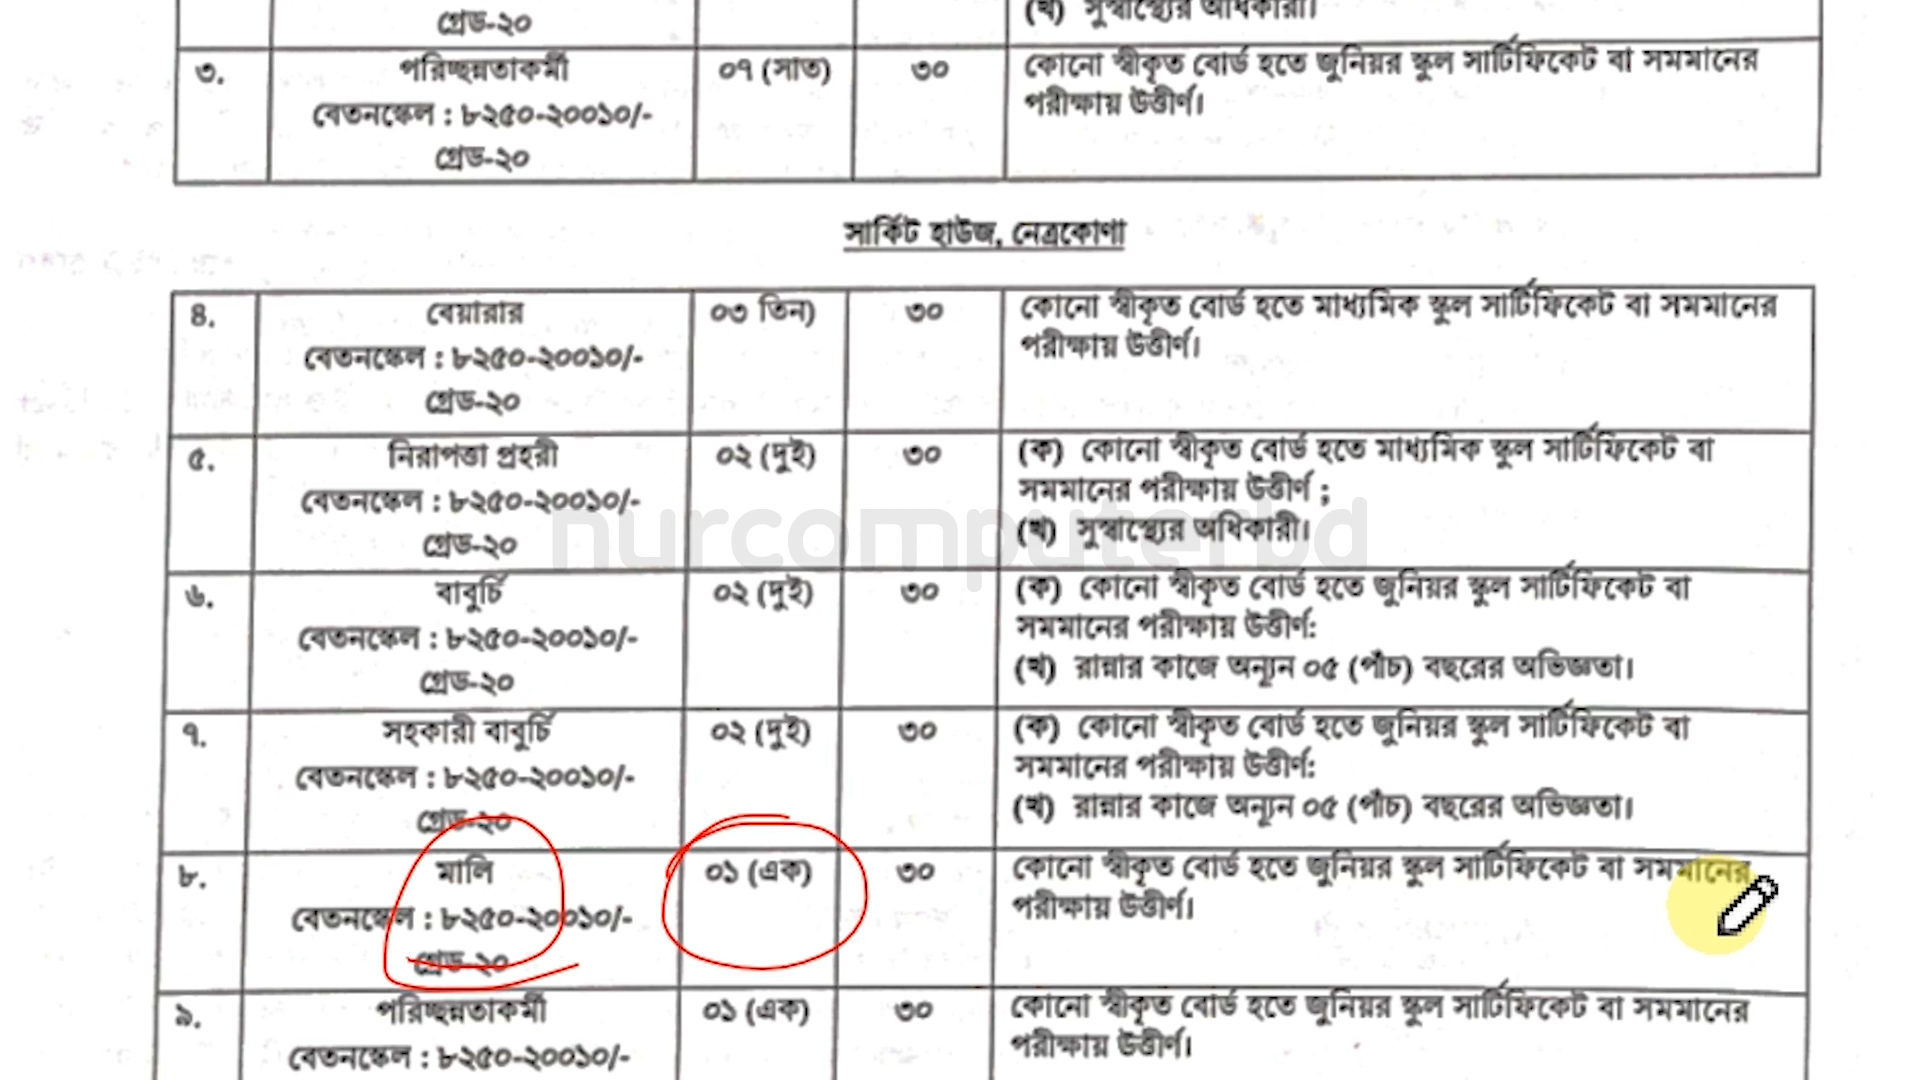 গ্রেড-২০
(খ) সুস্বাস্থ্যের অধিকারী।
৩. পরিচ্ছন্নতাকর্মী ০৭ (সাত) ৩০ কোনো স্বীকৃত বোর্ড হতে জুনিয়র স্কুল সার্টিফিকেট বা সমমানের
বেতনস্কেল : ৮২৫০-২০০১০/- পরীক্ষায় উত্তীর্ণ।
গ্রেড-২০
সার্কিট হাউজ, নেত্রকোণা
৪. বেয়ারার ০৩ তিন) ৩০ কোনো স্বীকৃত বোর্ড হতে মাধ্যমিক স্কুল সার্টিফিকেট বা সমমানের
বেতনস্কেল : ৮২৫০-২০০১০/- পরীক্ষায় উত্তীর্ণ।
গ্রেড-২০
৫. নিরাপত্তা প্রহরী ০২ (দুই) ৩০ (ক) কোনো স্বীকৃত বোর্ড হতে মাধ্যমিক স্কুল সার্টিফিকেট বা
বেতনস্কেল : ৮২৫০-২০০১০/- সমমানের পরীক্ষায় উত্তীর্ণ ;
গ্রেড-২০ (খ) সুস্বাস্থ্যের অধিকারী।
nurcomputerbd
৬. বাবুর্চি ০২ (দুই) ৩০ (ক) কোনো স্বীকৃত বোর্ড হতে জুনিয়র স্কুল সার্টিফিকেট বা
বেতনস্কেল : ৮২৫০-২০০১০/- সমমানের পরীক্ষায় উত্তীর্ণ:
গ্রেড-২০ (খ) রান্নার কাজে অন্যূন ০৫ (পাঁচ) বছরের অভিজ্ঞতা।
৭. সহকারী বাবুর্চি ০২ (দুই) ৩০ (ক) কোনো স্বীকৃত বোর্ড হতে জুনিয়র স্কুল সার্টিফিকেট বা
বেতনস্কেল : ৮২৫০-২০০১০/- সমমানের পরীক্ষায় উত্তীর্ণ:
গ্রেড-২০ (খ) রান্নার কাজে অন্যূন ০৫ (পাঁচ) বছরের অভিজ্ঞতা।
৮. মালি ০১ (এক) ৩০ কোনো স্বীকৃত বোর্ড হতে জুনিয়র স্কুল সার্টিফিকেট বা সমমানের
বেতনস্কেল : ৮২৫০-২০০১০/- পরীক্ষায় উত্তীর্ণ।
গ্রেড-২০
৯. পরিচ্ছন্নতাকর্মী ০১ (এক) ৩০ কোনো স্বীকৃত বোর্ড হতে জুনিয়র স্কুল সার্টিফিকেট বা সমমানের
বেতনস্কেল : ৮২৫০-২০০১০/- পরীক্ষায় উত্তীর্ণ।